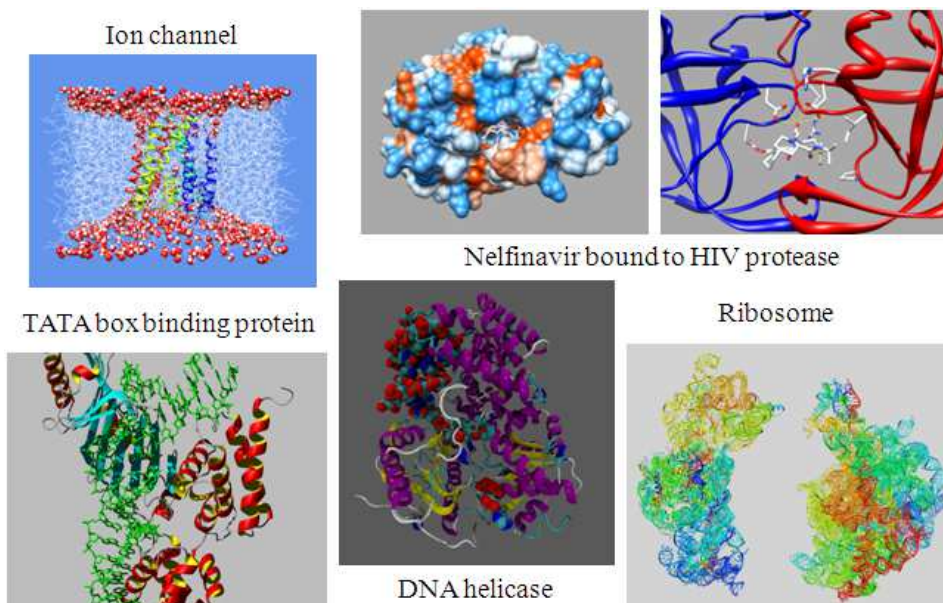 Ion channel
Nelfinavir bound to HIV protease
TATA box binding protein
Ribosome
DNA helicase